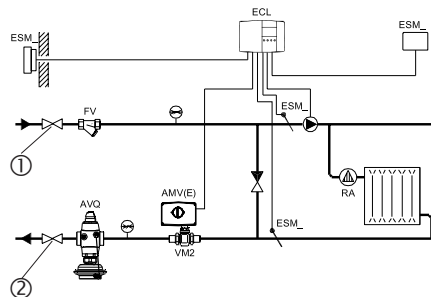 ECL
ESM_
ESM_
FV
ESM_
①
AMV(E)
RA
AVQ
ESM_
VM2
②